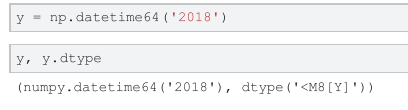 y = np.datetime64('2018')
y, y.dtype
(numpy.datetime64('2018'), dtype('<M8[Y]'))